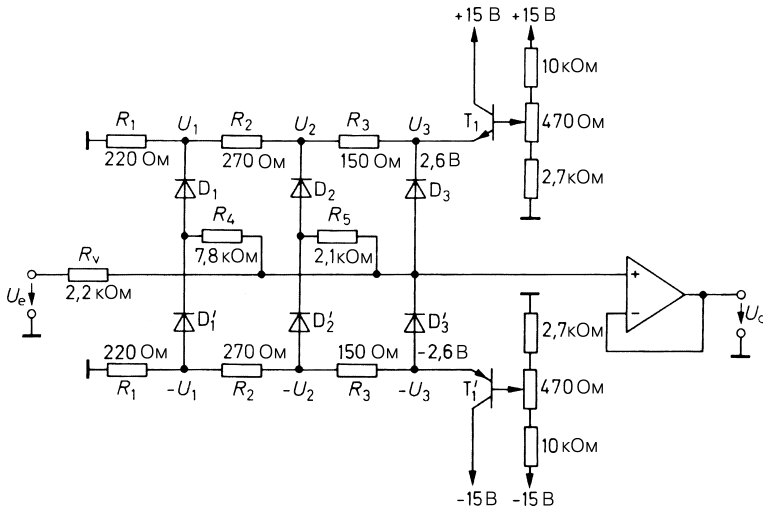 +15 В +15 В
10 кОм
R₁ U₁ R₂ U₂ R₃ U₃ T₁ 470 Ом
220 Ом 270 Ом 150 Ом 2,6 В
D₁ D₂ D₃ 2,7 кОм
R₄ R₅
7,8 кОм 2,1 кОм
Rᵥ
2,2 кОм
Uₑ
+
−
D₁′ D₂′ D₃′ 2,7 кОм
220 Ом 270 Ом 150 Ом −2,6 В
R₁ −U₁ R₂ −U₂ R₃ −U₃ T₁′ 470 Ом
10 кОм
−15 В −15 В